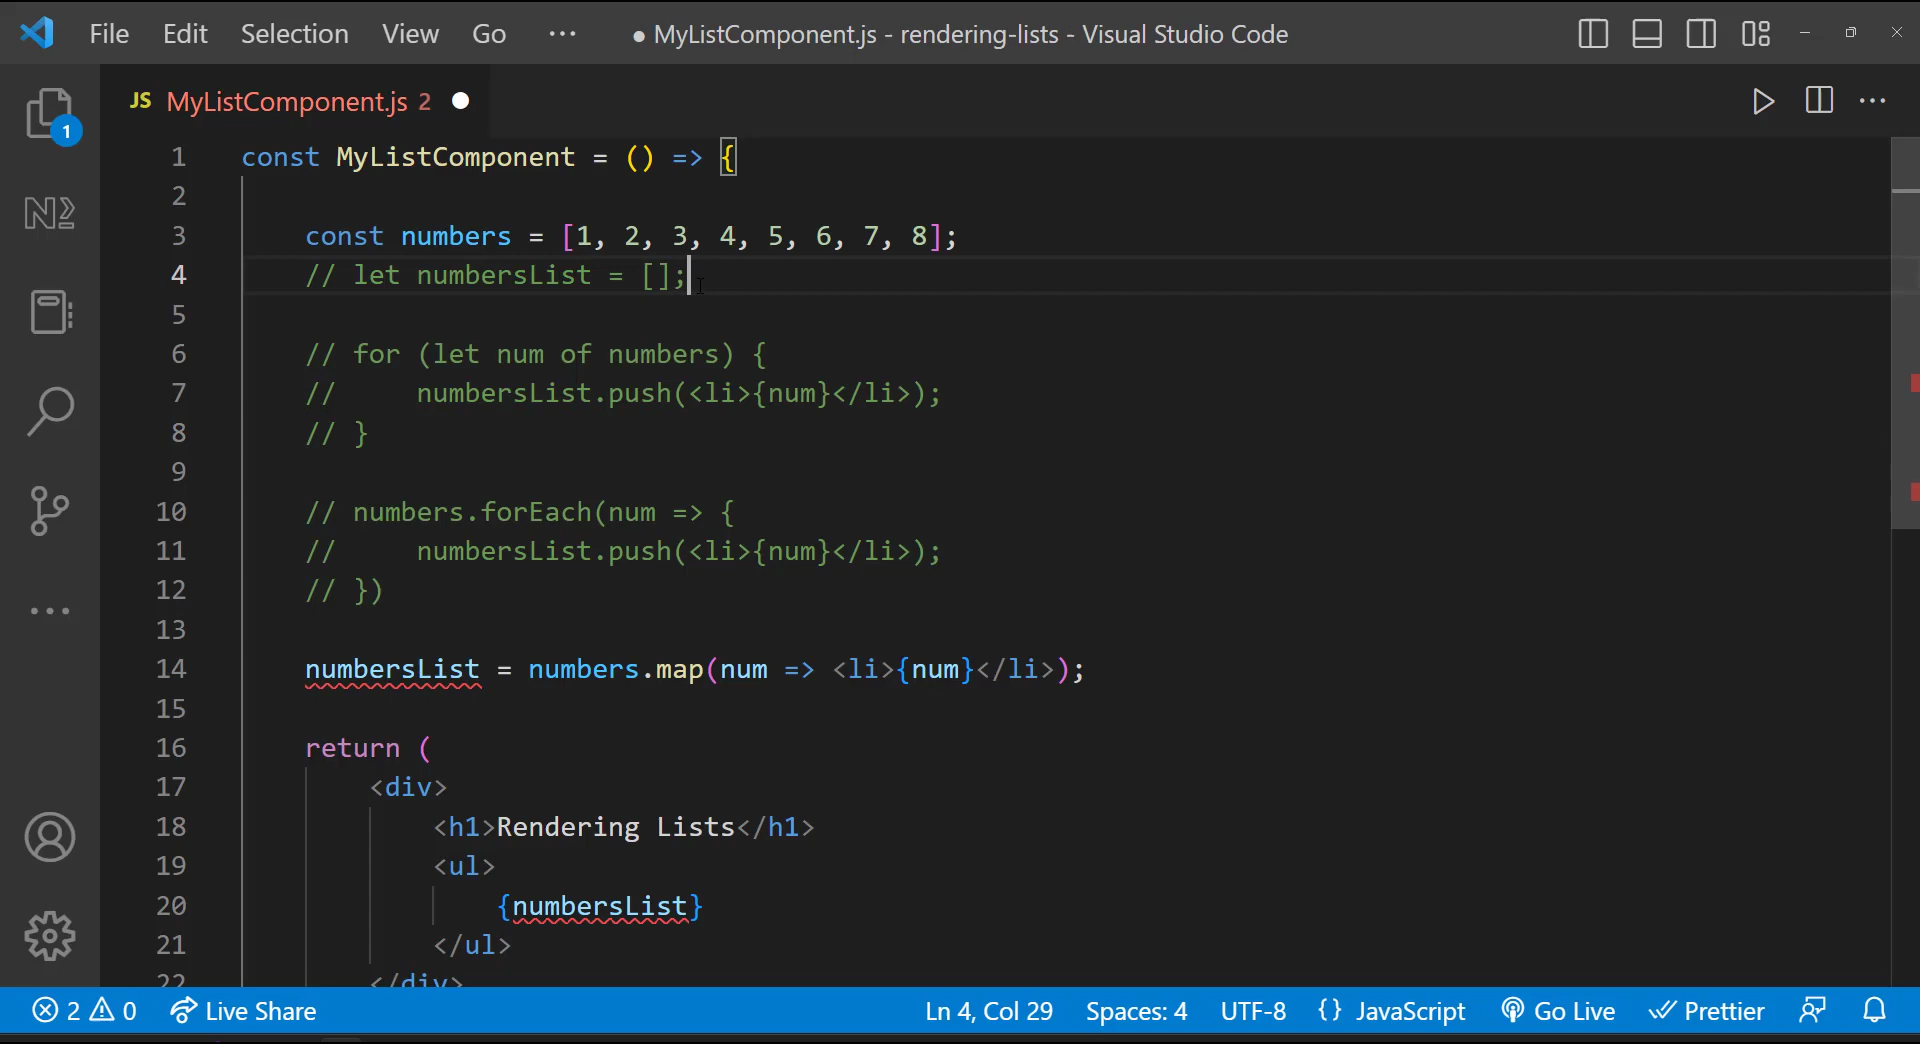 File Edit Selection View Go ··· ● MyListComponent.js - rendering-lists - Visual Studio Code
JS MyListComponent.js 2 ●
1
1 const MyListComponent = () => {
2
3 const numbers = [1, 2, 3, 4, 5, 6, 7, 8];
4 // let numbersList = [];
5
6 // for (let num of numbers) {
7 //     numbersList.push(<li>{num}</li>);
8 // }
9
10 // numbers.forEach(num => {
11 //     numbersList.push(<li>{num}</li>);
12 // })
13
14 numbersList = numbers.map(num => <li>{num}</li>);
15
16 return (
17 <div>
18 <h1>Rendering Lists</h1>
19 <ul>
20 {numbersList}
21 </ul>
22 </div>
2 0 Live Share Ln 4, Col 29 Spaces: 4 UTF-8 {} JavaScript Go Live Prettier